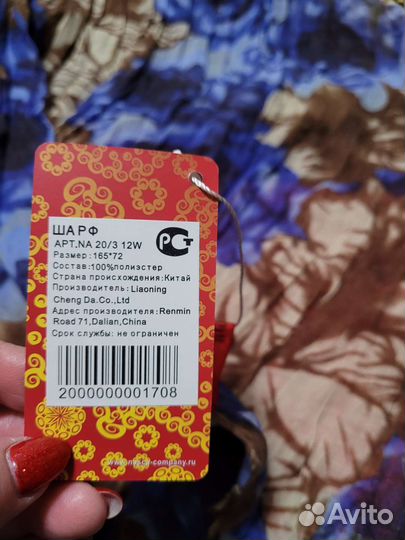 ШАРФ
АРТ.NA 20/3 12W
Размер : 165*72
Состав :100%полиэстер
Страна происхождения:Китай
Производитель : Liaoning
Cheng Da.Co.,Ltd
Адрес производителя : Renmin
Road 71,Dalian,China
Срок службы: не ограничен
2000000001708
Avito